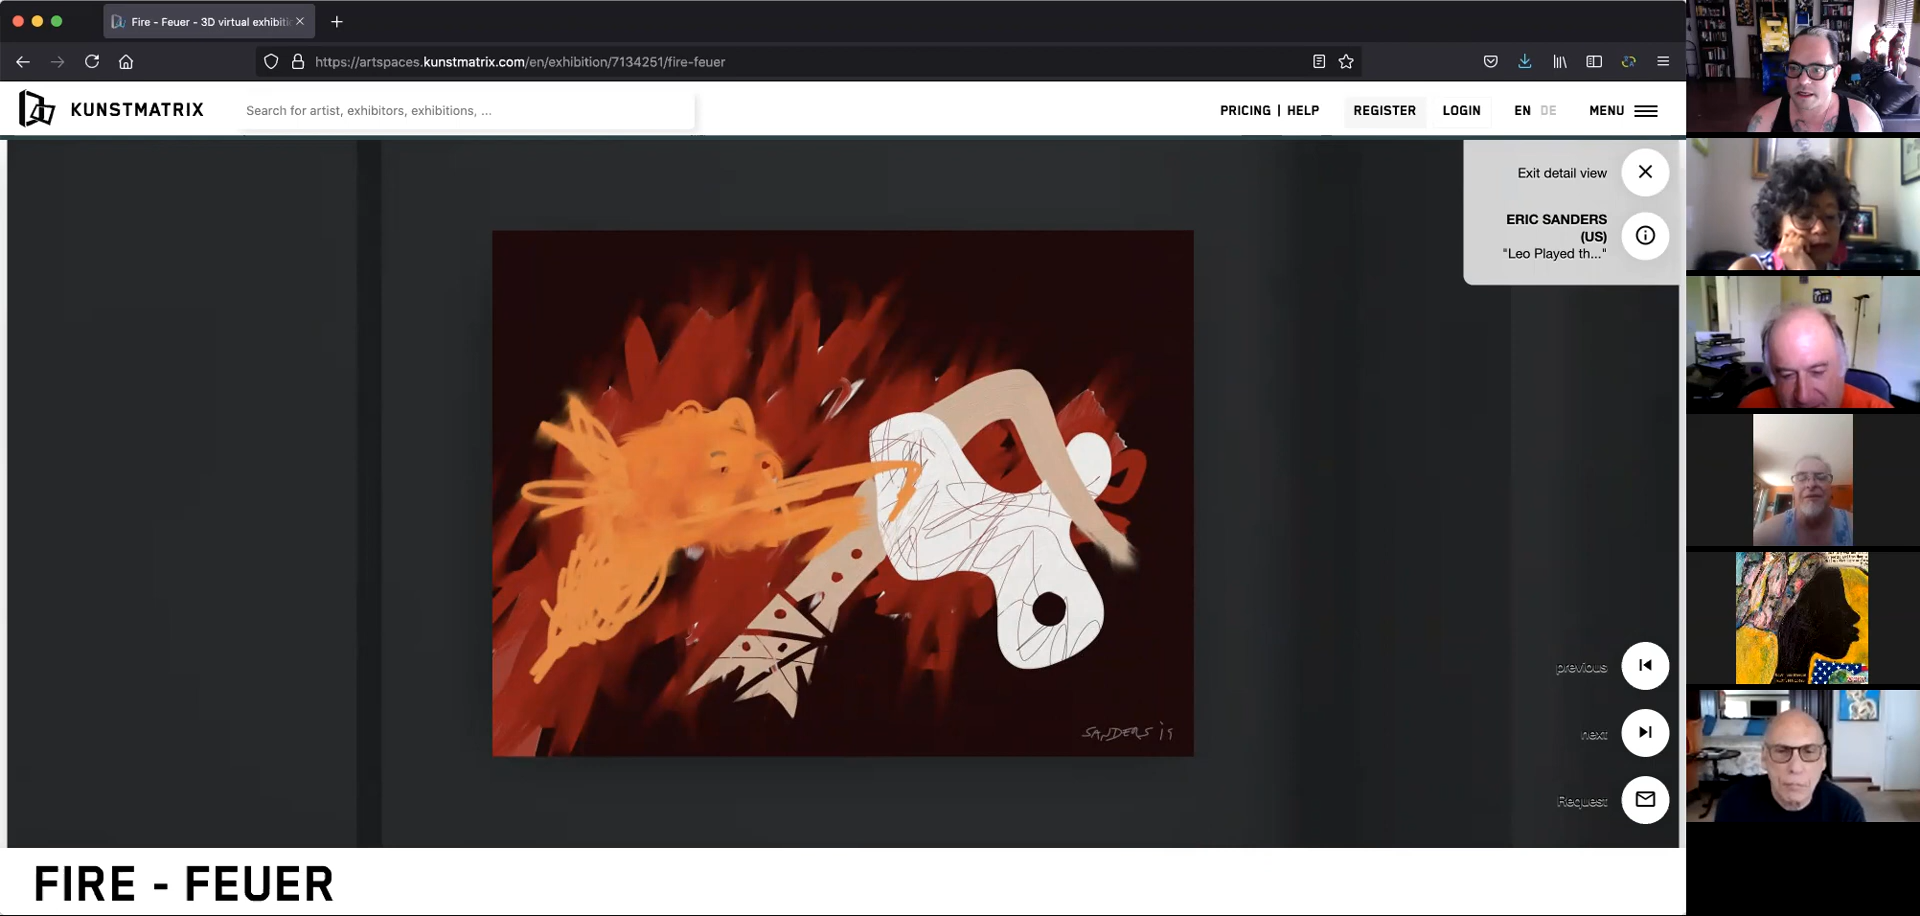 Fire - Feuer - 3D virtual exhibiti
https://artspaces.kunstmatrix.com/en/exhibition/7134251/fire-feuer
KUNSTMATRIX
Search for artist, exhibitors, exhibitions, ...
PRICING | HELP
REGISTER
LOGIN
EN DE
MENU
Exit detail view
ERIC SANDERS
(US)
"Leo Played th..."
SANDERS '19
previous
next
Request
FIRE - FEUER